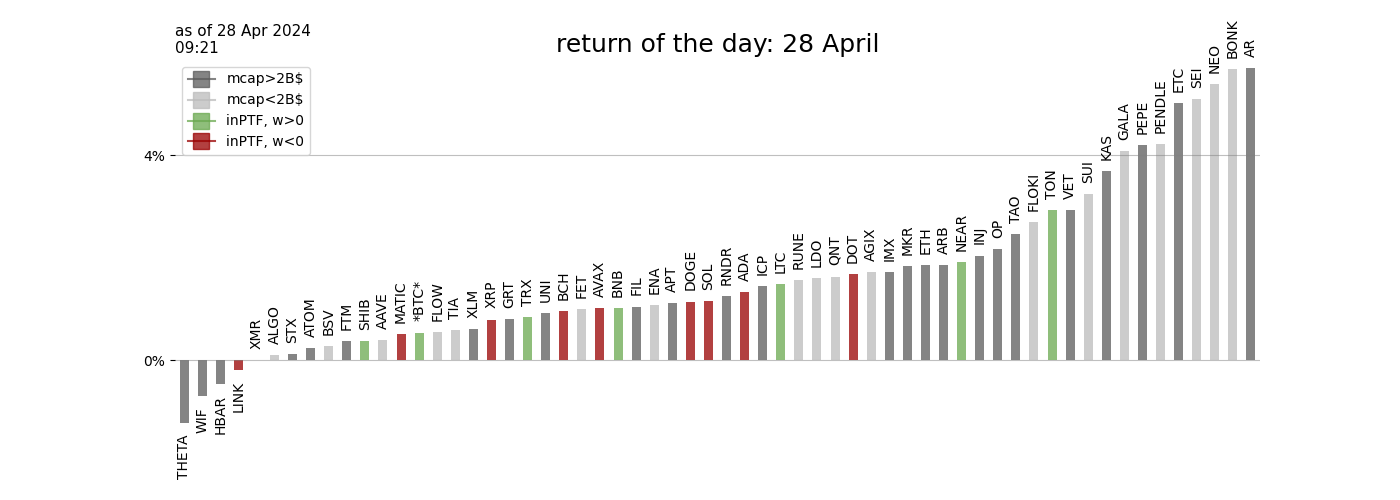 as of 28 Apr 2024
09:21
return of the day: 28 April
mcap>2B$
mcap<2B$
inPTF, w>0
inPTF, w<0
4%
0%
THETA
WIF
HBAR
LINK
XMR
ALGO
STX
ATOM
BSV
FTM
SHIB
AAVE
MATIC
*BTC*
FLOW
TIA
XLM
XRP
GRT
TRX
UNI
BCH
FET
AVAX
BNB
FIL
ENA
APT
DOGE
SOL
RNDR
ADA
ICP
LTC
RUNE
LDO
QNT
DOT
AGIX
IMX
MKR
ETH
ARB
NEAR
INJ
OP
TAO
FLOKI
TON
VET
SUI
KAS
GALA
PEPE
PENDLE
ETC
SEI
NEO
BONK
AR